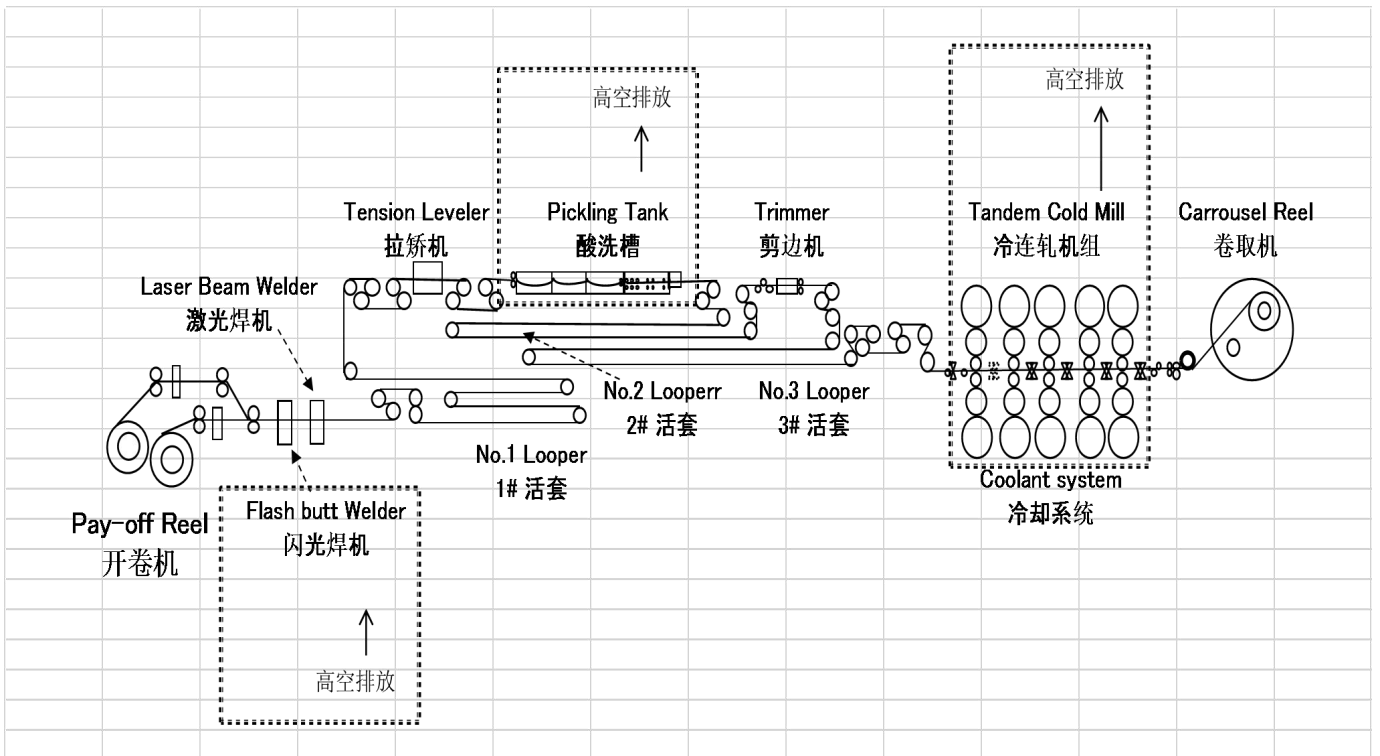 高空排放
高空排放
Tension Leveler
拉矫机
Pickling Tank
酸洗槽
Trimmer
剪边机
Tandem Cold Mill
冷连轧机组
Carrousel Reel
卷取机
Laser Beam Welder
激光焊机
No.2 Looperr
2# 活套
No.3 Looper
3# 活套
No.1 Looper
1# 活套
Coolant system
冷却系统
Pay-off Reel
开卷机
Flash butt Welder
闪光焊机
高空排放